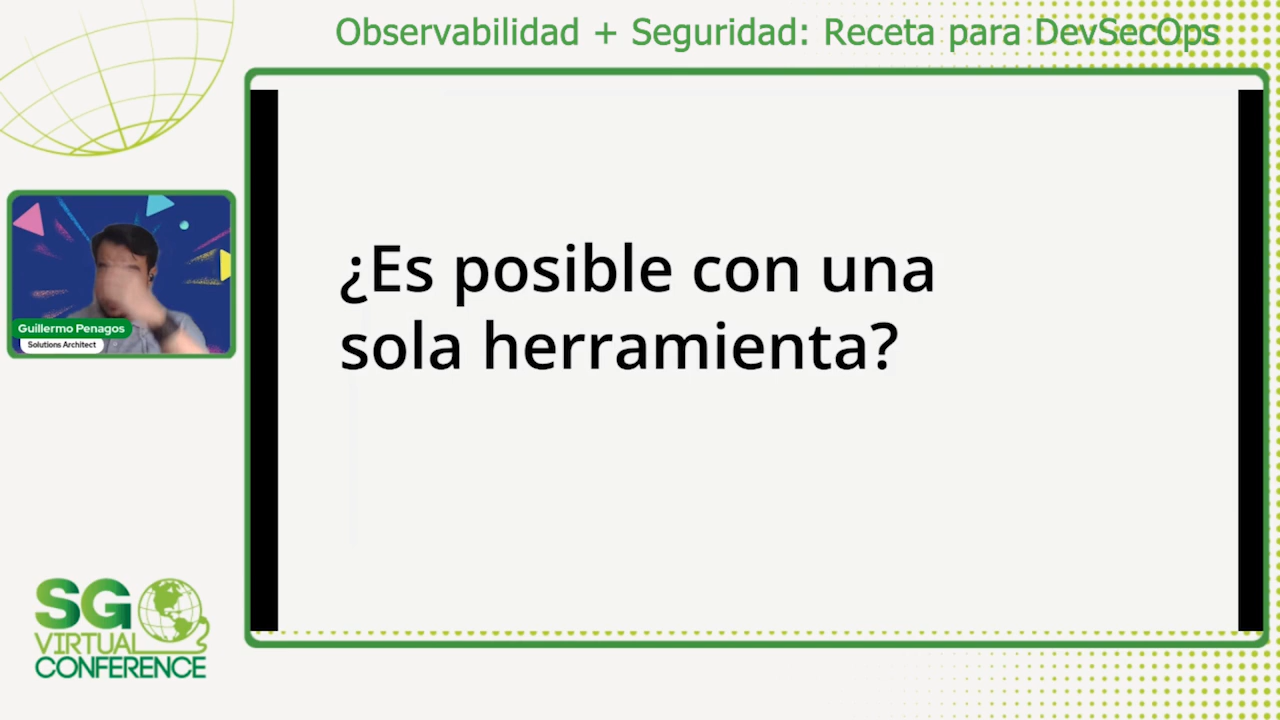 Observabilidad + Seguridad: Receta para DevSecOps
¿Es posible con una
sola herramienta?
Guillermo Penagos
Solutions Architect
SG
VIRTUAL
CONFERENCE